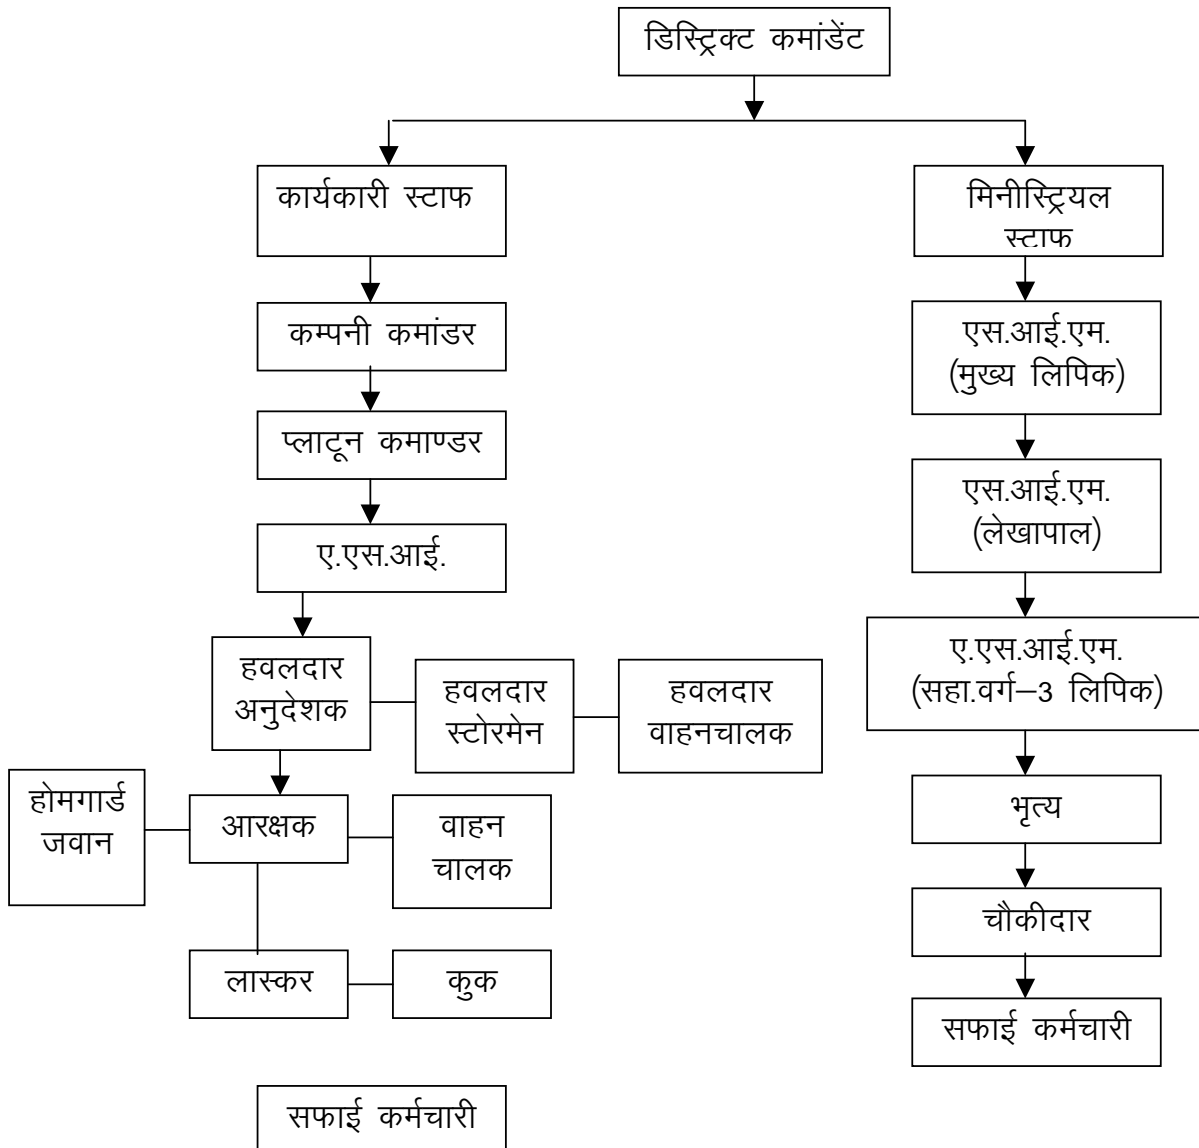 डिस्ट्रिक्ट कमांडेंट
कार्यकारी स्टाफ
मिनीस्ट्रियल
स्टाफ
कम्पनी कमांडर
एस.आई.एम.
(मुख्य लिपिक)
प्लाटून कमाण्डर
एस.आई.एम.
(लेखापाल)
ए.एस.आई.
ए.एस.आई.एम.
(सहा.वर्ग–3 लिपिक)
हवलदार
अनुदेशक
हवलदार
स्टोरमेन
हवलदार
वाहनचालक
होमगार्ड
जवान
आरक्षक
वाहन
चालक
भृत्य
चौकीदार
लास्कर
कुक
सफाई कर्मचारी
सफाई कर्मचारी